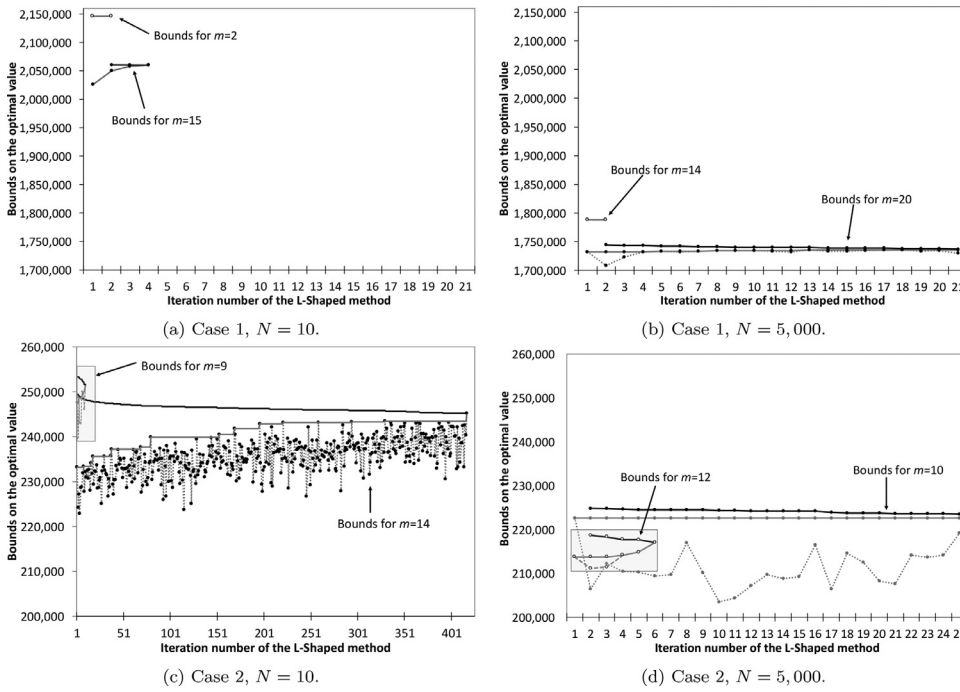 2,150,000
2,100,000
2,050,000
2,000,000
1,950,000
1,900,000
1,850,000
1,800,000
1,750,000
1,700,000
Bounds on the optimal value
Bounds for m=2
Bounds for m=15
1 2 3 4 5 6 7 8 9 10 11 12 13 14 15 16 17 18 19 20 21
Iteration number of the L-Shaped method
(a) Case 1, N = 10.
2,150,000
2,100,000
2,050,000
2,000,000
1,950,000
1,900,000
1,850,000
1,800,000
1,750,000
1,700,000
Bounds on the optimal value
Bounds for m=14
Bounds for m=20
1 2 3 4 5 6 7 8 9 10 11 12 13 14 15 16 17 18 19 20 21
Iteration number of the L-Shaped method
(b) Case 1, N = 5, 000.
260,000
250,000
240,000
230,000
220,000
210,000
200,000
Bounds on the optimal value
Bounds for m=9
Bounds for m=14
1 51 101 151 201 251 301 351 401
Iteration number of the L-Shaped method
(c) Case 2, N = 10.
260,000
250,000
240,000
230,000
220,000
210,000
200,000
Bounds on the optimal value
Bounds for m=12
Bounds for m=10
1 2 3 4 5 6 7 8 9 10 11 12 13 14 15 16 17 18 19 20 21 22 23 24
Iteration number of the L-Shaped method
(d) Case 2, N = 5, 000.